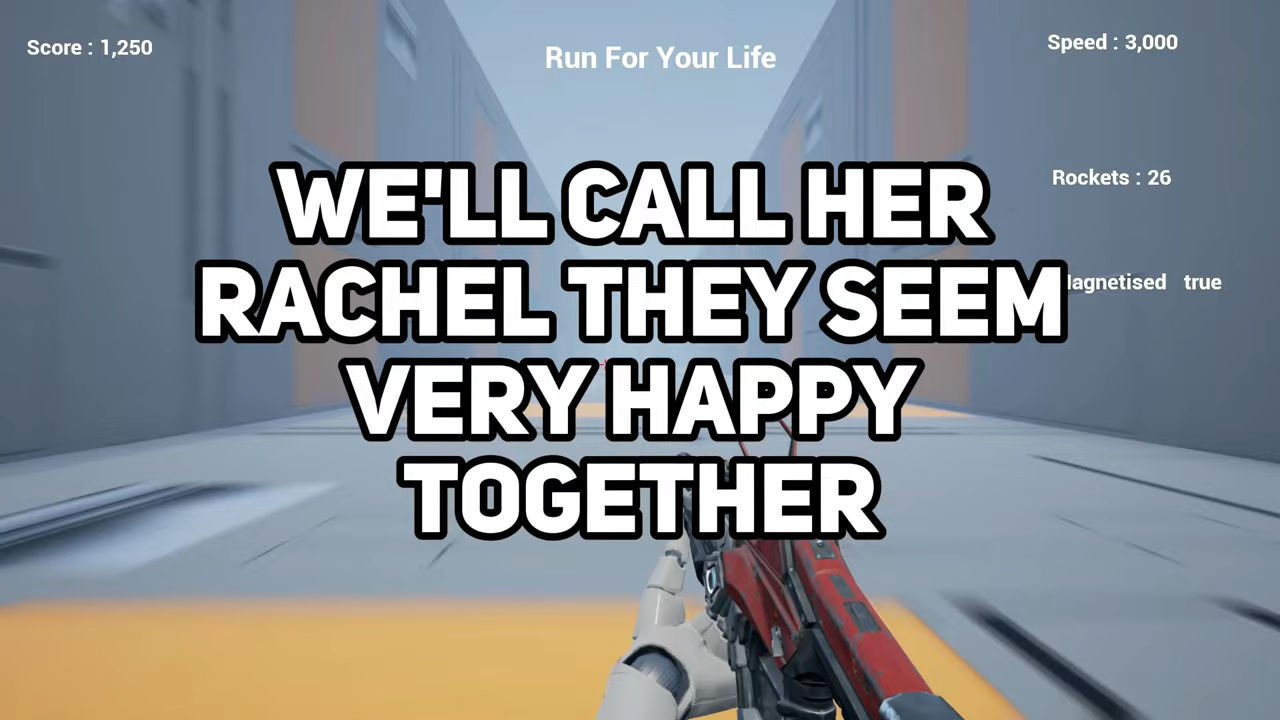 Score : 1,250
Run For Your Life
Speed : 3,000
Rockets : 26
WE'LL CALL HER
RACHEL THEY SEEM
VERY HAPPY
TOGETHER
agnetised true